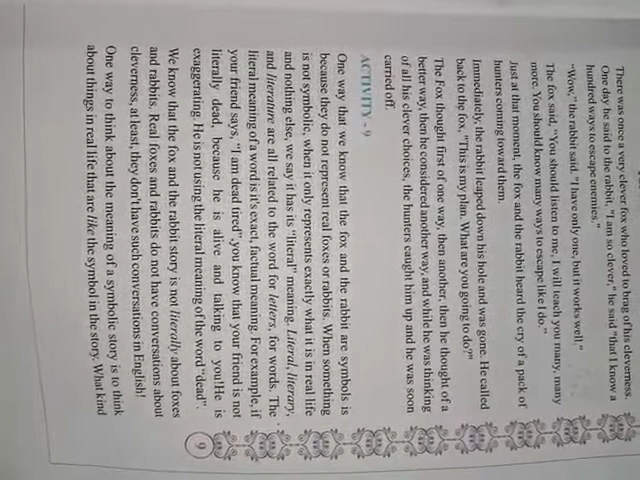 There was once a very clever fox who loved to brag of his cleverness.
One day he said to the rabbit, "I am so clever," he said "that I know a
hundred ways to escape enemies."
"Wow," the rabbit said. "I have only one, but it works well."
The fox said, "You should listen to me. I will teach you many, many
more. You should know many ways to escape like I do."
Just at that moment, the fox and the rabbit heard the cry of a pack of
hunters coming toward them.
Immediately, the rabbit leaped down his hole and was gone. He called
back to the fox, "This is my plan. What are you going to do?"
The Fox thought first of one way, then another, then he thought of a
better way, then he considered another way, and while he was thinking
of all his clever choices, the hunters caught him up and he was soon
carried off.
ACTIVITY - 9
One way that we know that the fox and the rabbit are symbols is
because they do not represent real foxes or rabbits. When something
is not symbolic, when it only represents exactly what it is in real life
and nothing else, we say it has its "literal" meaning. Literal, literary,
and literature are all related to the word for letters, for words. The
literal meaning of a word is it's exact, factual meaning. For example, if
your friend says, "I am dead tired", you know that your friend is not
literally dead, because he is alive and talking to you! He is
exaggerating. He is not using the literal meaning of the word "dead".
We know that the fox and the rabbit story is not literally about foxes
and rabbits. Real foxes and rabbits do not have conversations about
cleverness, at least, they don't have such conversations in English!
One way to think about the meaning of a symbolic story is to think
about things in real life that are like the symbol in the story. What kind
9